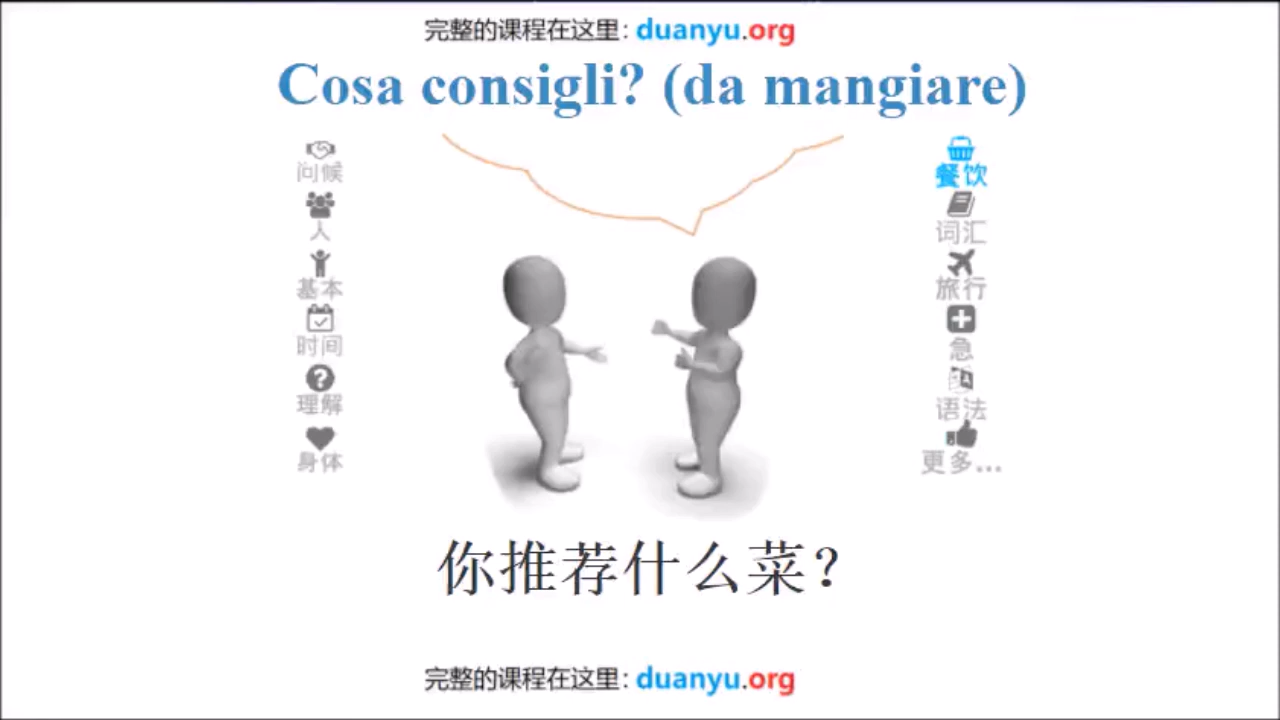 完整的课程在这里：duanyu.org
Cosa consigli? (da mangiare)
问候
人
基本
时间
理解
身体
餐饮
词汇
旅行
急
语法
更多...
你推荐什么菜？
完整的课程在这里：duanyu.org